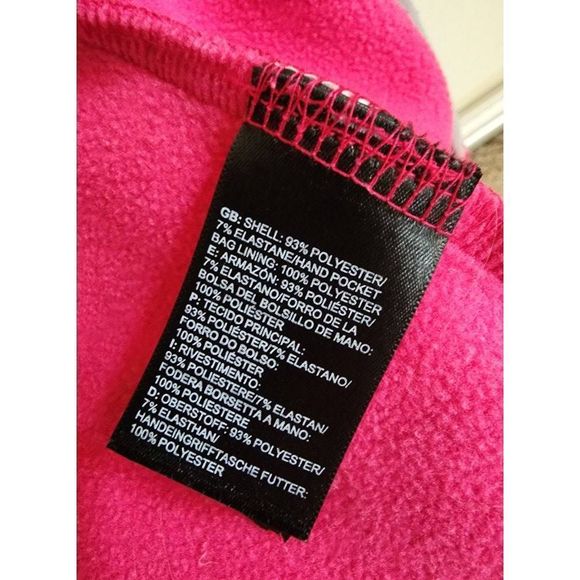 GB: SHELL: 93% POLYESTER/
7% ELASTANE/HAND POCKET
BAG LINING: 100% POLYESTER
E: ARMAZÓN: 93% POLIÉSTER/
7% ELASTANO/FORRO DE LA
BOLSA DEL BOLSILLO DE MANO:
100% POLIÉSTER
P: TECIDO PRINCIPAL:
93% POLIÉSTER/7% ELASTANO/
FORRO DO BOLSO:
100% POLIÉSTER
I: RIVESTIMENTO:
93% POLIESTERE/7% ELASTAN/
FODERA BORSETTA A MANO:
100% POLIESTERE
D: OBERSTOFF: 93% POLYESTER/
7% ELASTHAN/
HANDEINGRIFFTASCHE FUTTER:
100% POLYESTER